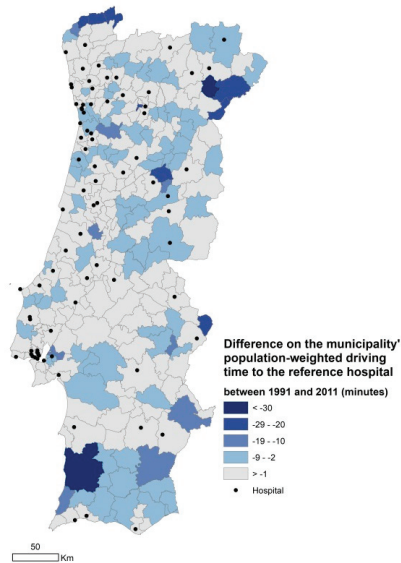 Difference on the municipality'
population-weighted driving
time to the reference hospital
between 1991 and 2011 (minutes)
< -30
-29 - -20
-19 - -10
-9 - -2
> -1
Hospital
50
Km